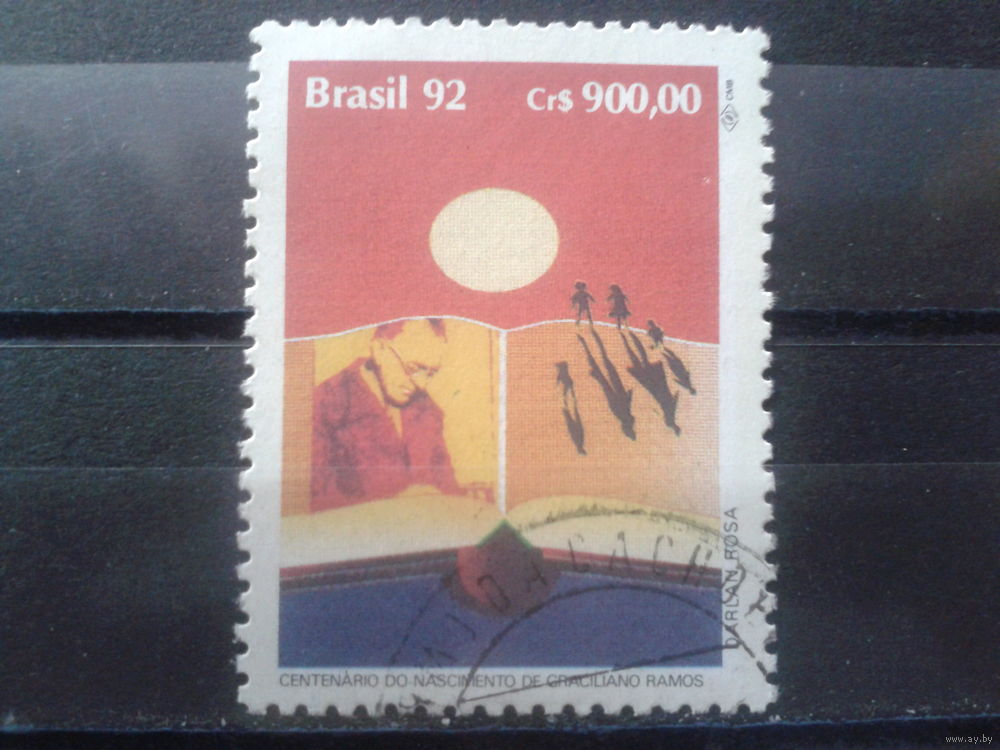 Brasil 92 Cr$ 900,00
CMB
DARLAN ROSA
CENTENÁRIO DO NASCIMENTO DE GRACILIANO RAMOS
www.ay.by